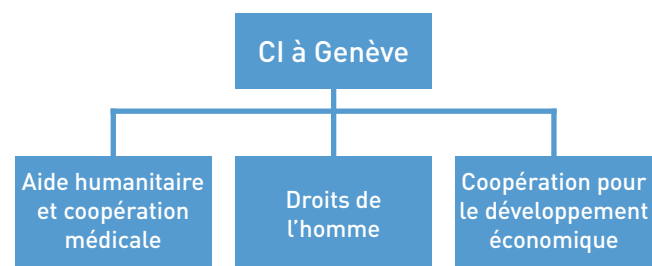 CI à Genève
Aide humanitaire
et coopération
médicale
Droits de
l’homme
Coopération pour
le développement
économique